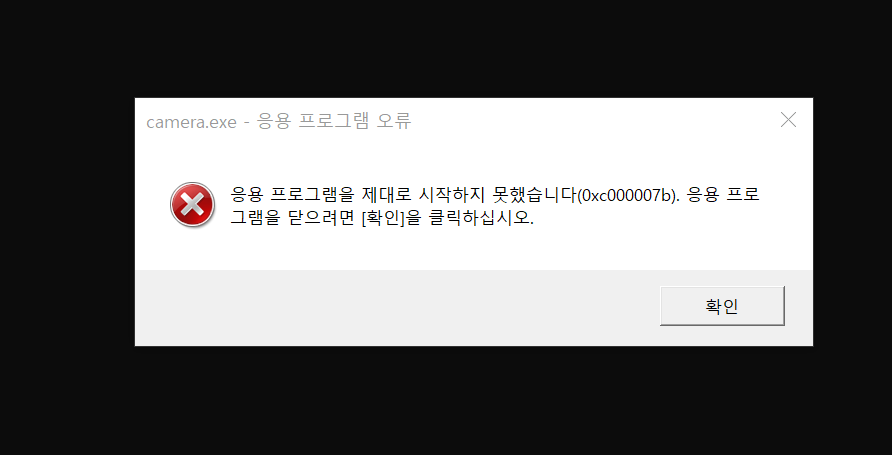 camera.exe - 응용 프로그램 오류
응용 프로그램을 제대로 시작하지 못했습니다(0xc000007b). 응용 프로
그램을 닫으려면 [확인]을 클릭하십시오.
확인